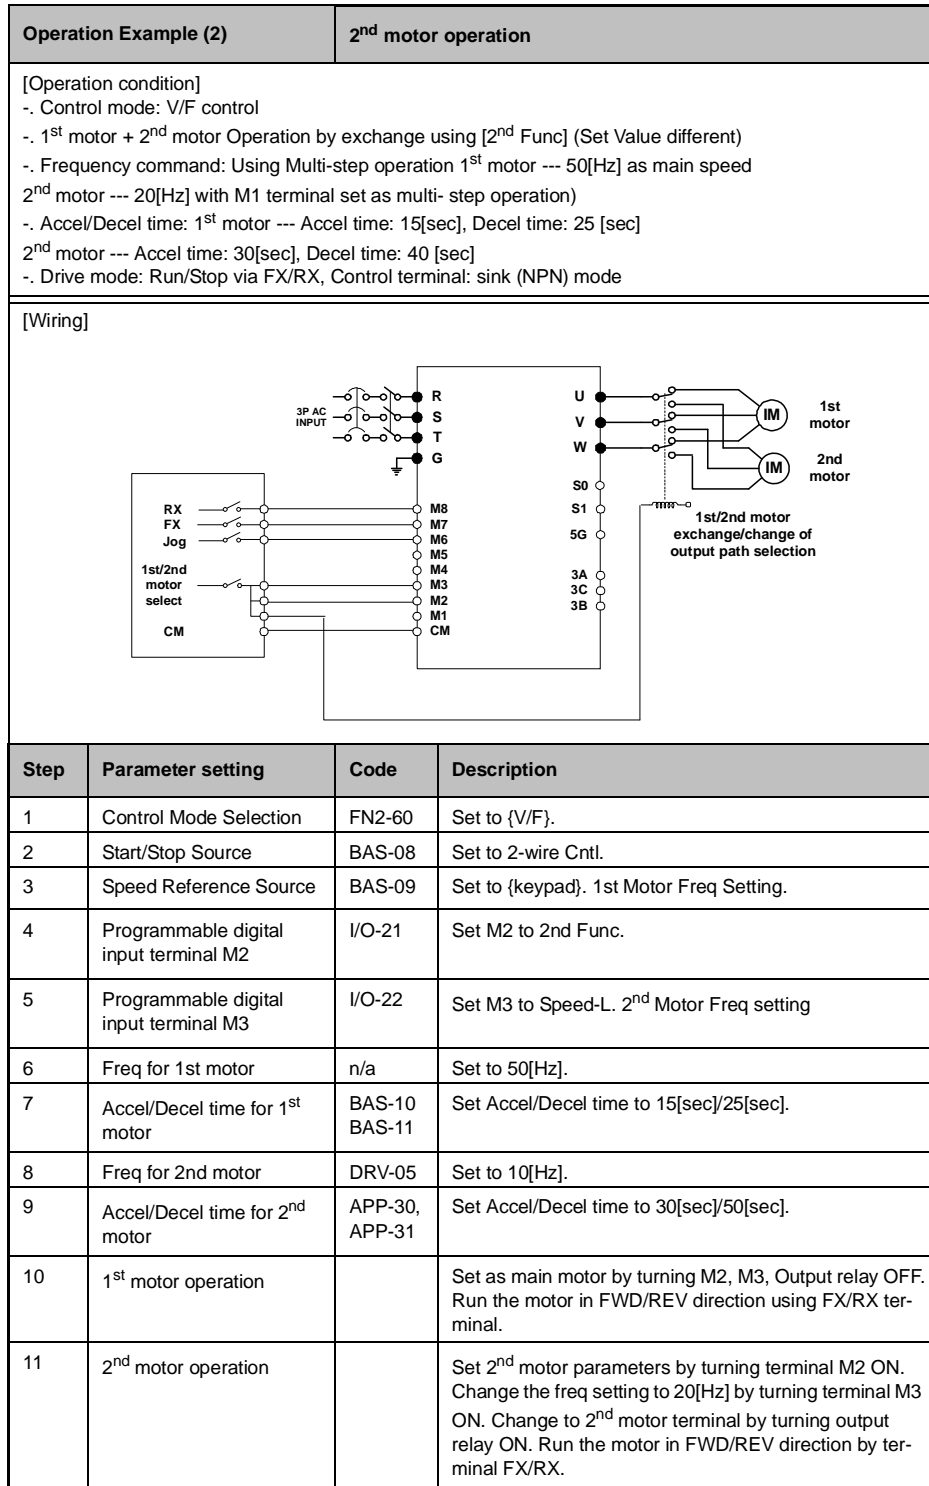 Operation Example (2) 2nd motor operation
[Operation condition]
-. Control mode: V/F control
-. 1st motor + 2nd motor Operation by exchange using [2nd Func] (Set Value different)
-. Frequency command: Using Multi-step operation 1st motor --- 50[Hz] as main speed
2nd motor --- 20[Hz] with M1 terminal set as multi- step operation)
-. Accel/Decel time: 1st motor --- Accel time: 15[sec], Decel time: 25 [sec]
2nd motor --- Accel time: 30[sec], Decel time: 40 [sec]
-. Drive mode: Run/Stop via FX/RX, Control terminal: sink (NPN) mode
[Wiring]
3P AC
INPUT
R
S
T
G
U
V
W
IM
1st
motor
IM
2nd
motor
S0
S1
5G
3A
3C
3B
1st/2nd motor
exchange/change of
output path selection
RX
FX
Jog
1st/2nd
motor
select
CM
M8
M7
M6
M5
M4
M3
M2
M1
CM
Step Parameter setting Code Description
1 Control Mode Selection FN2-60 Set to {V/F}.
2 Start/Stop Source BAS-08 Set to 2-wire Cntl.
3 Speed Reference Source BAS-09 Set to {keypad}. 1st Motor Freq Setting.
4 Programmable digital I/O-21 Set M2 to 2nd Func.
input terminal M2
5 Programmable digital I/O-22 Set M3 to Speed-L. 2nd Motor Freq setting
input terminal M3
6 Freq for 1st motor n/a Set to 50[Hz].
7 Accel/Decel time for 1st BAS-10 Set Accel/Decel time to 15[sec]/25[sec].
motor BAS-11
8 Freq for 2nd motor DRV-05 Set to 10[Hz].
9 Accel/Decel time for 2nd APP-30, Set Accel/Decel time to 30[sec]/50[sec].
motor APP-31
10 1st motor operation Set as main motor by turning M2, M3, Output relay OFF.
Run the motor in FWD/REV direction using FX/RX ter-
minal.
11 2nd motor operation Set 2nd motor parameters by turning terminal M2 ON.
Change the freq setting to 20[Hz] by turning terminal M3
ON. Change to 2nd motor terminal by turning output
relay ON. Run the motor in FWD/REV direction by ter-
minal FX/RX.